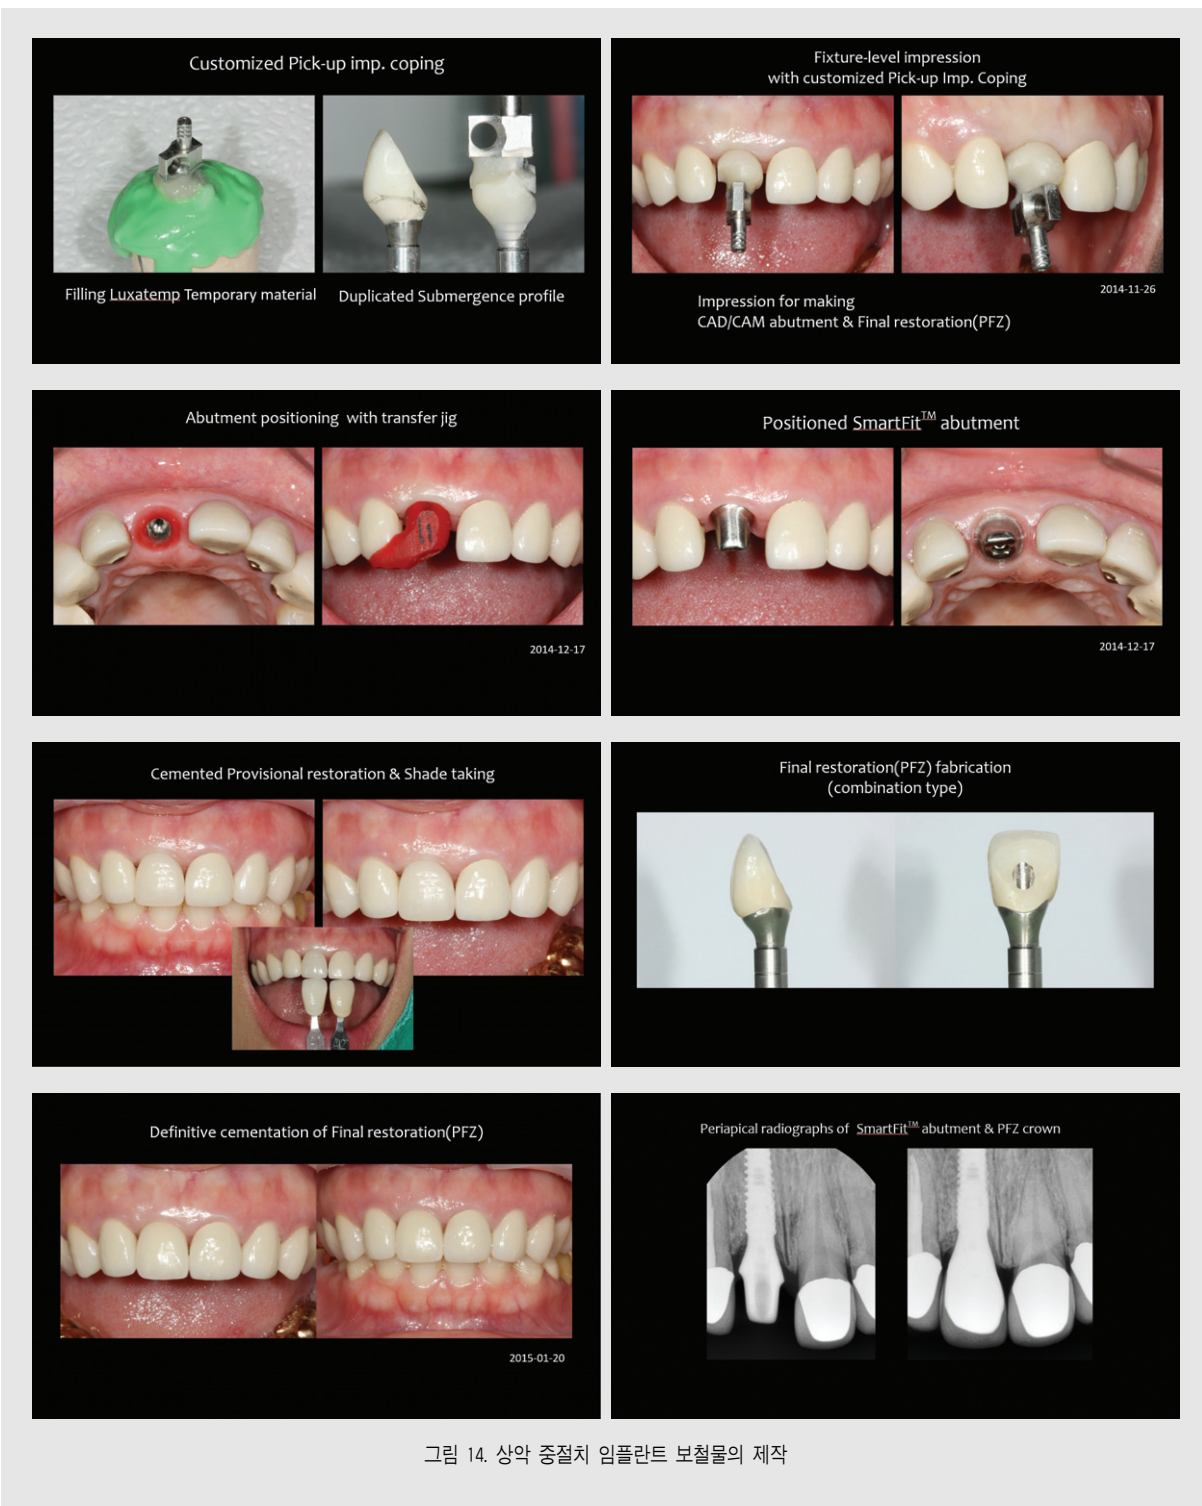 Customized Pick-up imp. coping
Filling Luxatemp Temporary material
Duplicated Submergence profile
Fixture-level impression
with customized Pick-up Imp. Coping
2014-11-26
Impression for making
CAD/CAM abutment & Final restoration(PFZ)
Abutment positioning with transfer jig
2014-12-17
Positioned SmartFit™ abutment
2014-12-17
Cemented Provisional restoration & Shade taking
Final restoration(PFZ) fabrication
(combination type)
Definitive cementation of Final restoration(PFZ)
2015-01-20
Periapical radiographs of SmartFit™ abutment & PFZ crown
그림 14. 상악 중절치 임플란트 보철물의 제작